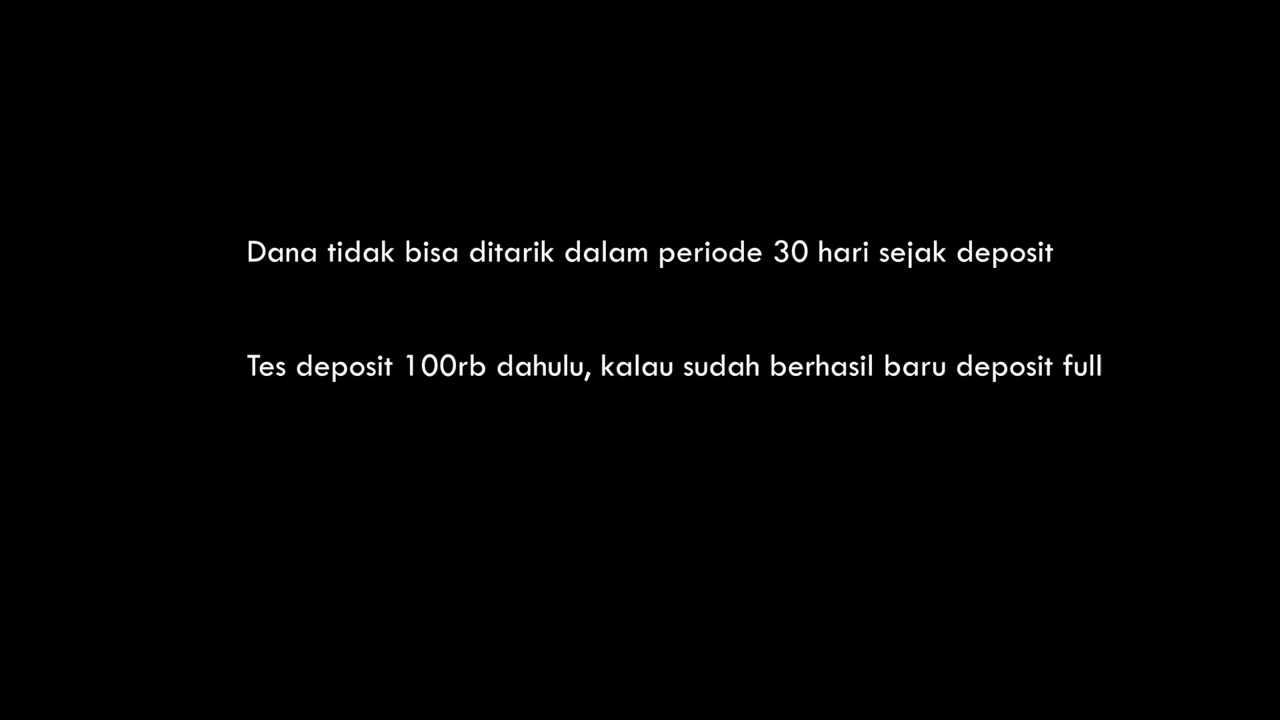 Dana tidak bisa ditarik dalam periode 30 hari sejak deposit
Tes deposit 100rb dahulu, kalau sudah berhasil baru deposit full